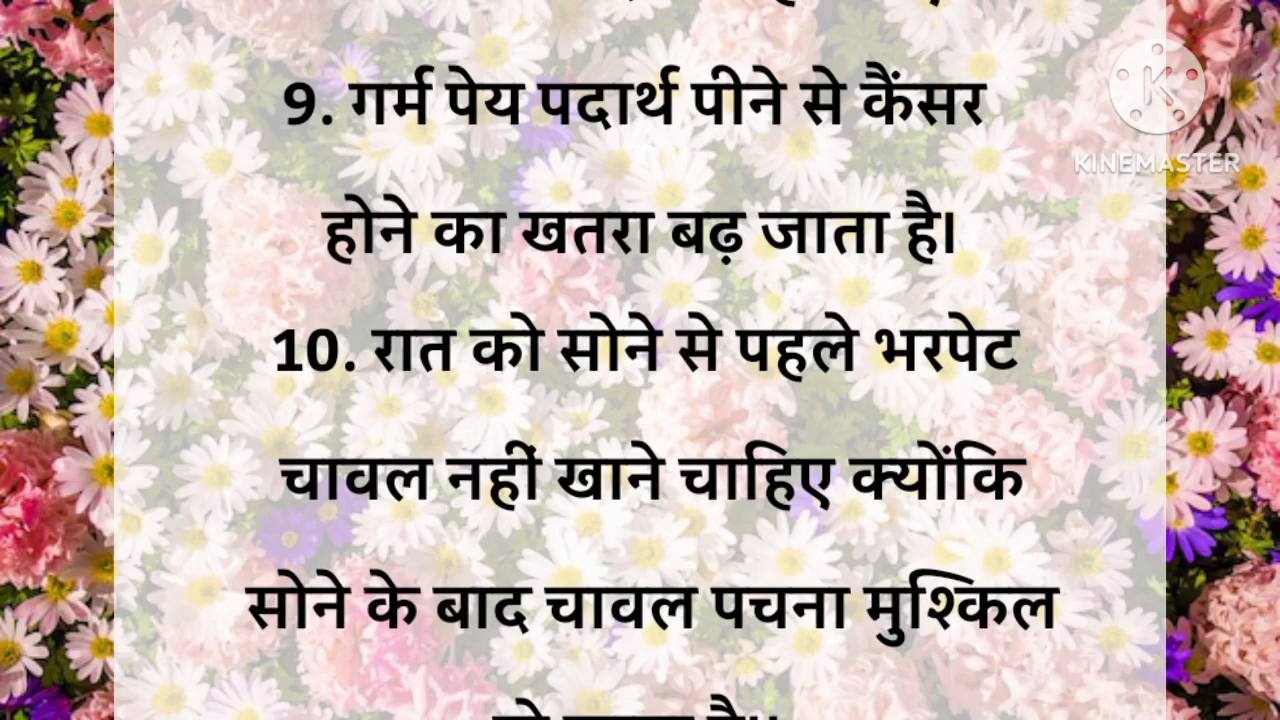 9. गर्म पेय पदार्थ पीने से कैंसर
KINEMASTER
होने का खतरा बढ़ जाता है।
10. रात को सोने से पहले भरपेट
चावल नहीं खाने चाहिए क्योंकि
सोने के बाद चावल पचना मुश्किल